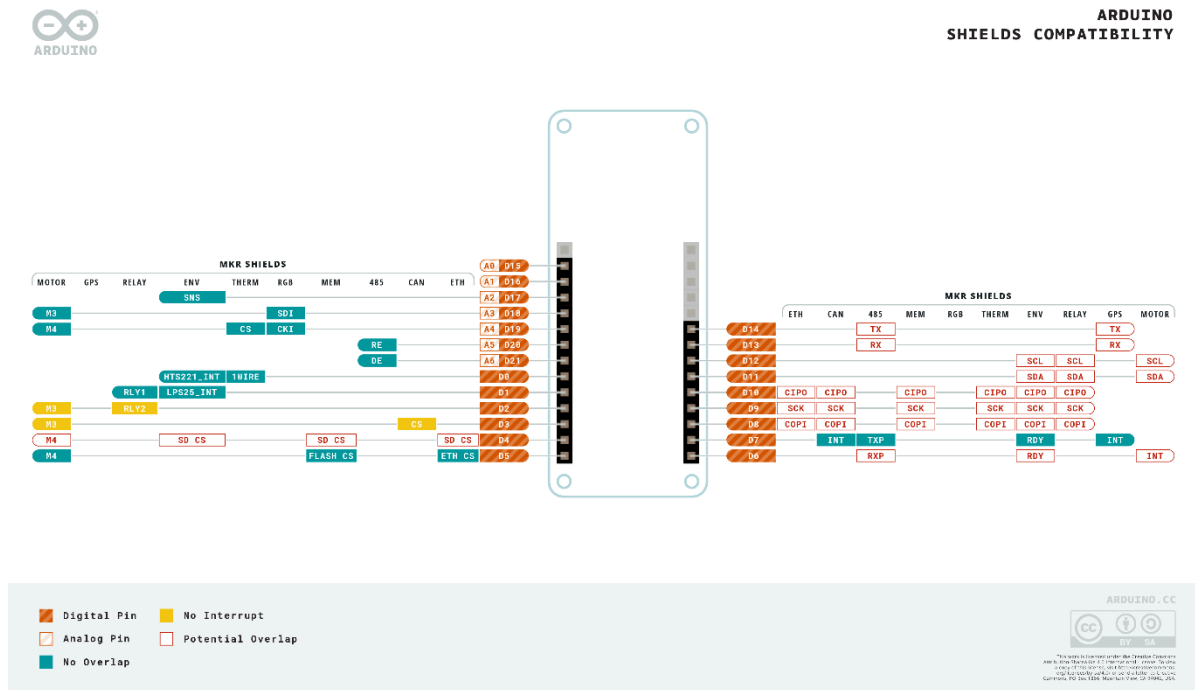 ARDUINO
ARDUINO
SHIELDS COMPATIBILITY
MKR SHIELDS
MOTOR GPS RELAY ENV THERM RGB MEM 485 CAN ETH
A0 D15
A1 D16
SNS A2 D17
M3 SDI A3 D18
M4 CS CKI A4 D19
RE A5 D20
DE A6 D21
HTS221_INT 1WIRE D0
RLY1 LPS25_INT D1
M3 RLY2 D2
M3 CS D3
M4 SD CS SD CS SD CS D4
M4 FLASH CS ETH CS D5
MKR SHIELDS
ETH CAN 485 MEM RGB THERM ENV RELAY GPS MOTOR
D14 TX TX
D13 RX RX
D12 SCL SCL SCL
D11 SDA SDA SDA
D10 CIPO CIPO CIPO CIPO CIPO CIPO
D9 SCK SCK SCK SCK SCK SCK
D8 COPI COPI COPI COPI COPI COPI
D7 INT TXP RDY INT
D6 RXP RDY INT
Digital Pin
Analog Pin
No Overlap
No Interrupt
Potential Overlap
ARDUINO.CC
CC
BY SA